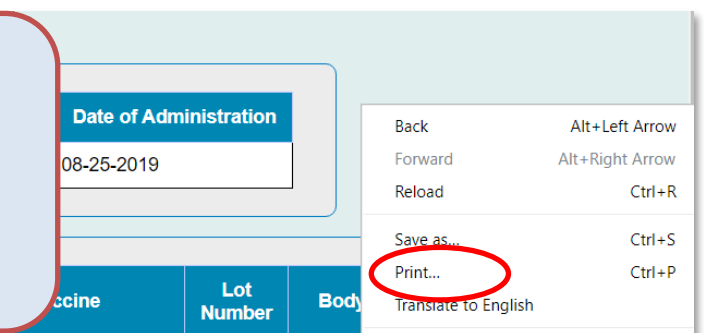 Date of Administration
08-25-2019
Back Alt+Left Arrow
Forward Alt+Right Arrow
Reload Ctrl+R
Save as... Ctrl+S
Print... Ctrl+P
Translate to English
ccine Lot Number Body